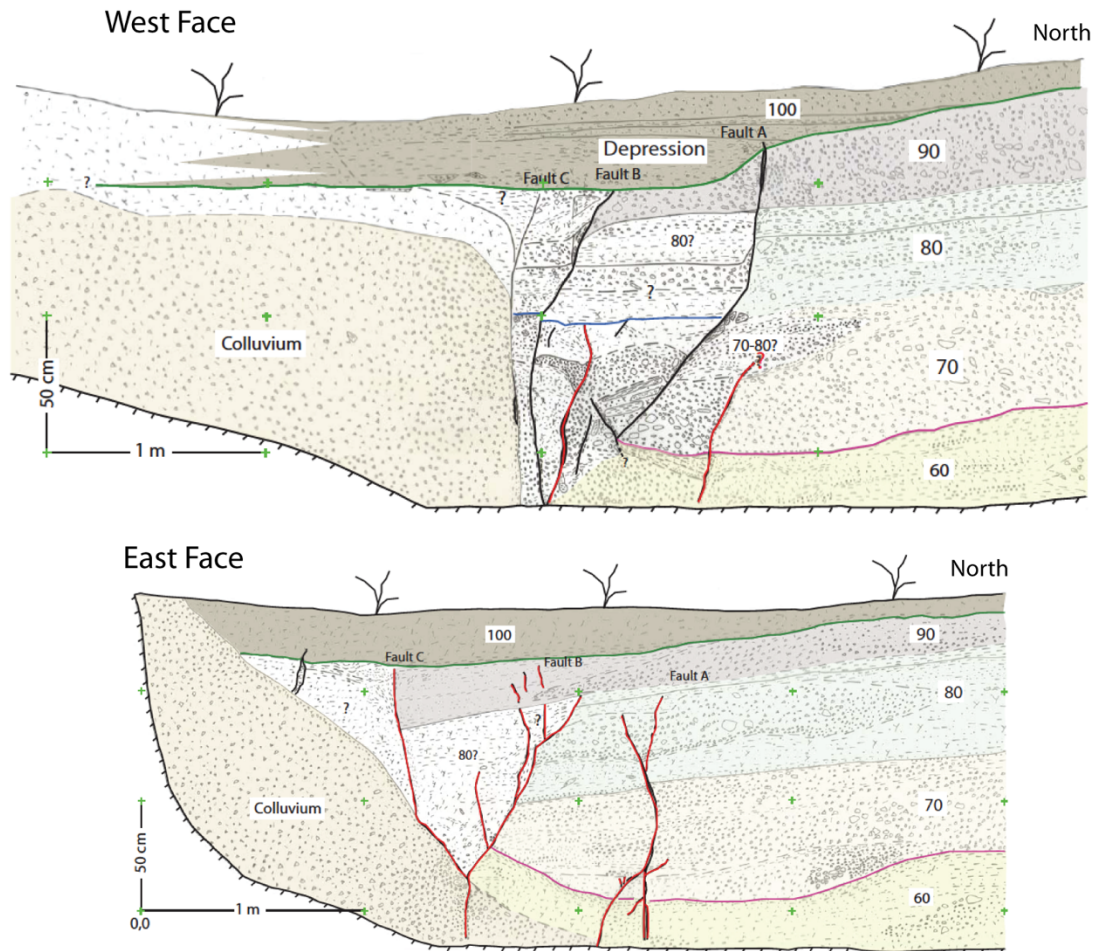 West Face
North
100
Fault A
Depression
90
Fault C
Fault B
?
?
80?
80
?
Colluvium
70-80?
?
70
50 cm
1 m
60
?
East Face
North
100
90
Fault C
Fault B
Fault A
80
?
?
80?
Colluvium
70
50 cm
60
1 m
0,0